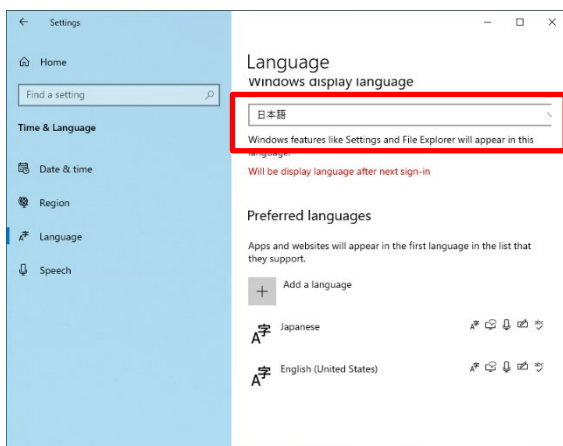 Settings
Home
Find a setting
Time & Language
Date & time
Region
Language
Speech
Language
Windows display language
日本語
Windows features like Settings and File Explorer will appear in this
language.
Will be display language after next sign-in
Preferred languages
Apps and websites will appear in the first language in the list that
they support.
Add a language
Japanese
English (United States)